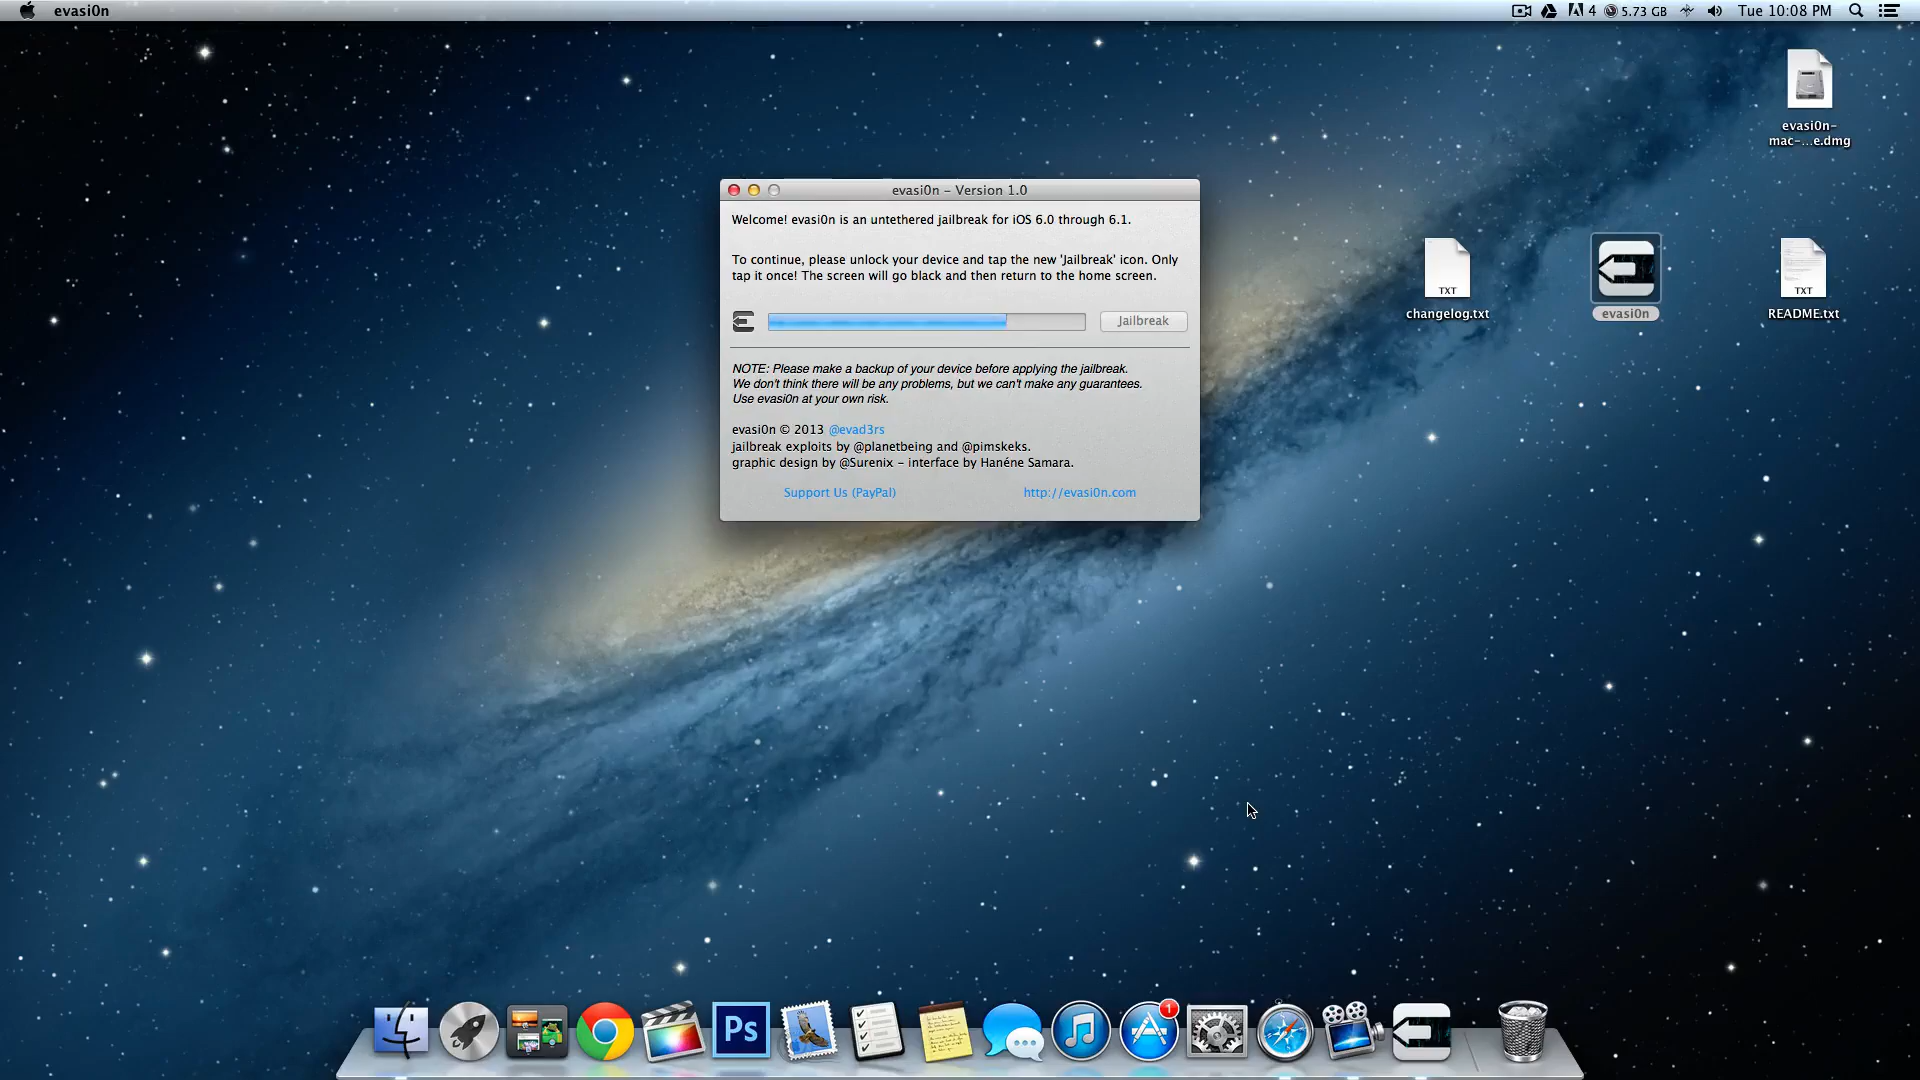 evasi0n
4
5.73 GB
Tue 10:08 PM
evasi0n-
mac-...e.dmg
evasi0n - Version 1.0
Welcome! evasi0n is an untethered jailbreak for iOS 6.0 through 6.1.
To continue, please unlock your device and tap the new 'Jailbreak' icon. Only
tap it once! The screen will go black and then return to the home screen.
Jailbreak
NOTE: Please make a backup of your device before applying the jailbreak.
We don't think there will be any problems, but we can't make any guarantees.
Use evasi0n at your own risk.
evasi0n © 2013 @evad3rs
jailbreak exploits by @planetbeing and @pimskeks.
graphic design by @Surenix - interface by Hanéne Samara.
Support Us (PayPal)
http://evasi0n.com
TXT
changelog.txt
evasi0n
TXT
README.txt
Ps
1